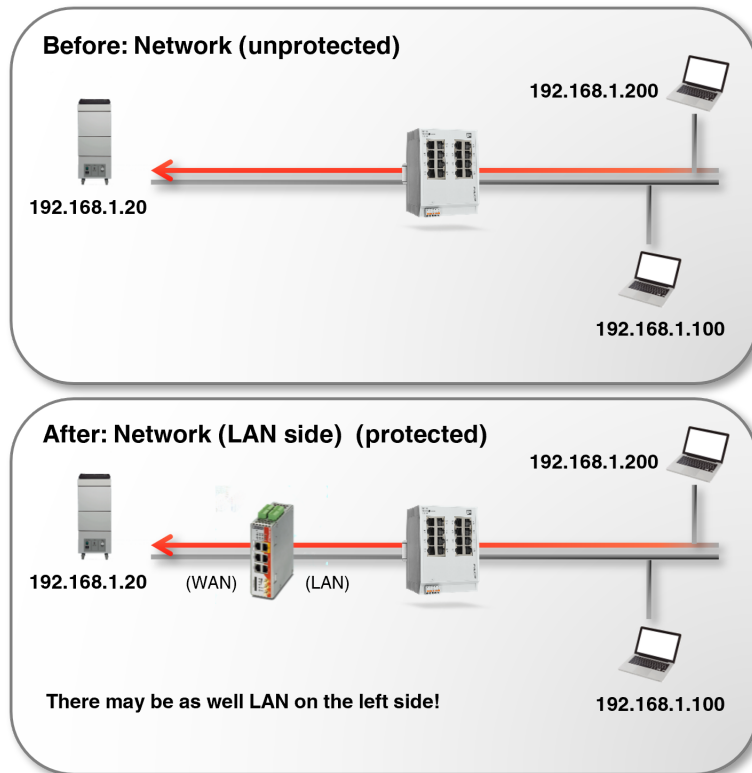 Before: Network (unprotected)
192.168.1.200
192.168.1.20
192.168.1.100
After: Network (LAN side)  (protected)
192.168.1.200
192.168.1.20
(WAN)
(LAN)
There may be as well LAN on the left side!
192.168.1.100